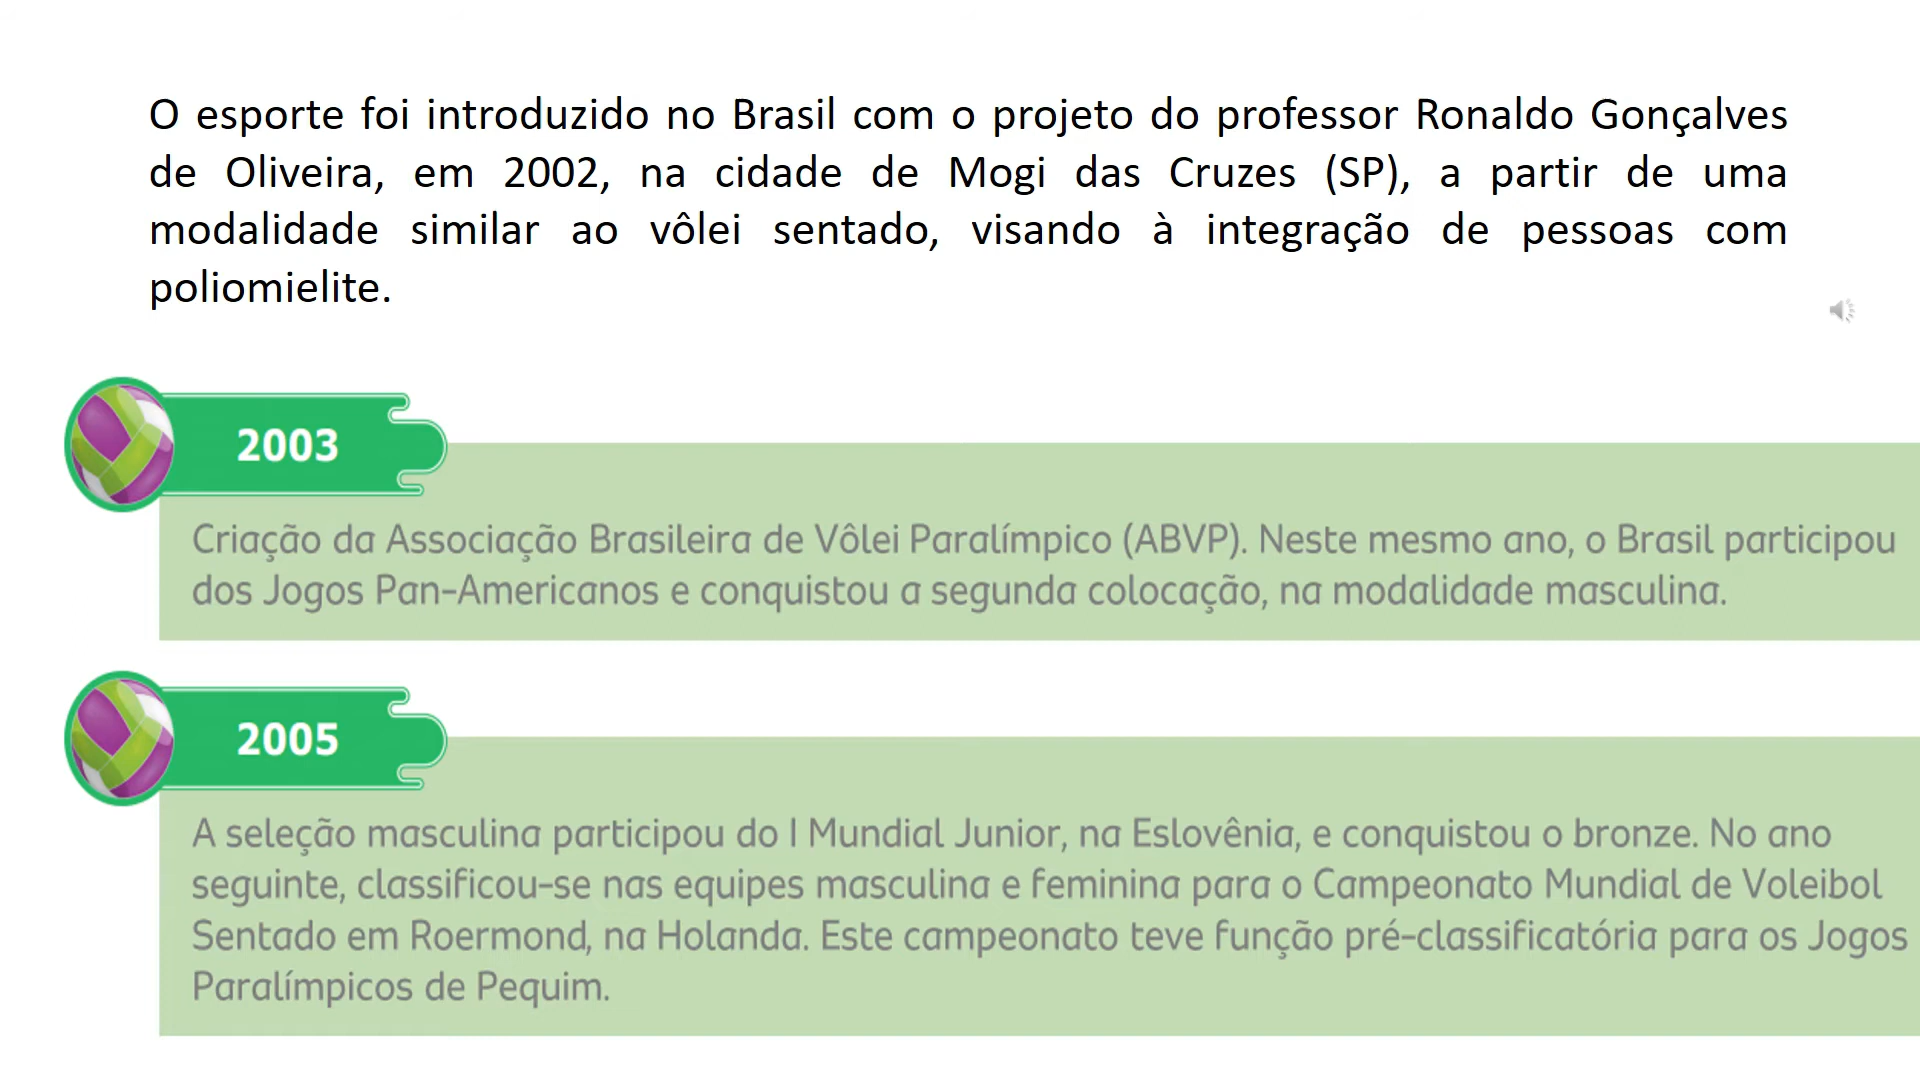 O esporte foi introduzido no Brasil com o projeto do professor Ronaldo Gonçalves
de Oliveira, em 2002, na cidade de Mogi das Cruzes (SP), a partir de uma
modalidade similar ao vôlei sentado, visando à integração de pessoas com
poliomielite.
2003
Criação da Associação Brasileira de Vôlei Paralímpico (ABVP). Neste mesmo ano, o Brasil participou
dos Jogos Pan-Americanos e conquistou a segunda colocação, na modalidade masculina.
2005
A seleção masculina participou do I Mundial Junior, na Eslovênia, e conquistou o bronze. No ano
seguinte, classificou-se nas equipes masculina e feminina para o Campeonato Mundial de Voleibol
Sentado em Roermond, na Holanda. Este campeonato teve função pré-classificatória para os Jogos
Paralímpicos de Pequim.